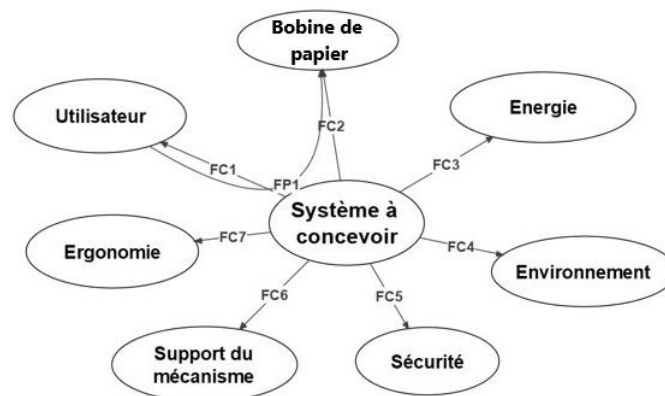 Bobine de
papier
Utilisateur
Energie
FC1
FC2
FC3
FP1
Système à
concevoir
Ergonomie
FC7
FC4
Environnement
FC6
FC5
Support du
mécanisme
Sécurité